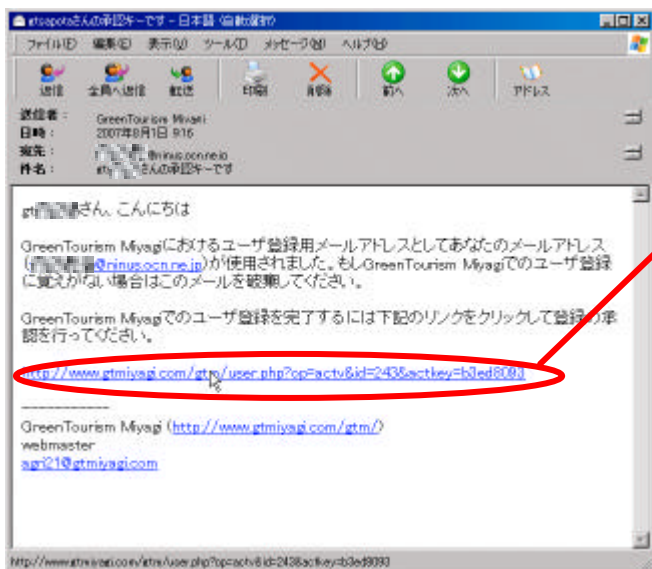 gtsapotaさんの承認キーです - 日本語 (自動選択)
ファイル(F) 編集(E) 表示(V) ツール(T) メッセージ(M) ヘルプ(H)
返信 全員へ返信 転送 印刷 削除 前へ 次へ アドレス
送信者: GreenTourism Miyagi
日時: 2007年8月1日 9:16
宛先: @ninus.ocn.ne.jp
件名: さんの承認キーです
さん、こんにちは
GreenTourism Miyagiにおけるユーザ登録用メールアドレスとしてあなたのメールアドレス
(@ninus.ocn.ne.jp)が使用されました。もしGreenTourism Miyagiでのユーザ登録
に覚えがない場合はこのメールを破棄してください。
GreenTourism Miyagiでのユーザ登録を完了するには下記のリンクをクリックして登録の承
認を行ってください。
http://www.gtmiyagi.com/gtm/user.php?op=actv&id=243&actkey=b3ed8093
------------
GreenTourism Miyagi (http://www.gtmiyagi.com/gtm/)
webmaster
agri21@gtmiyagi.com
http://www.gtmiyagi.com/gtm/user.php?op=actv&id=243&actkey=b3ed8093